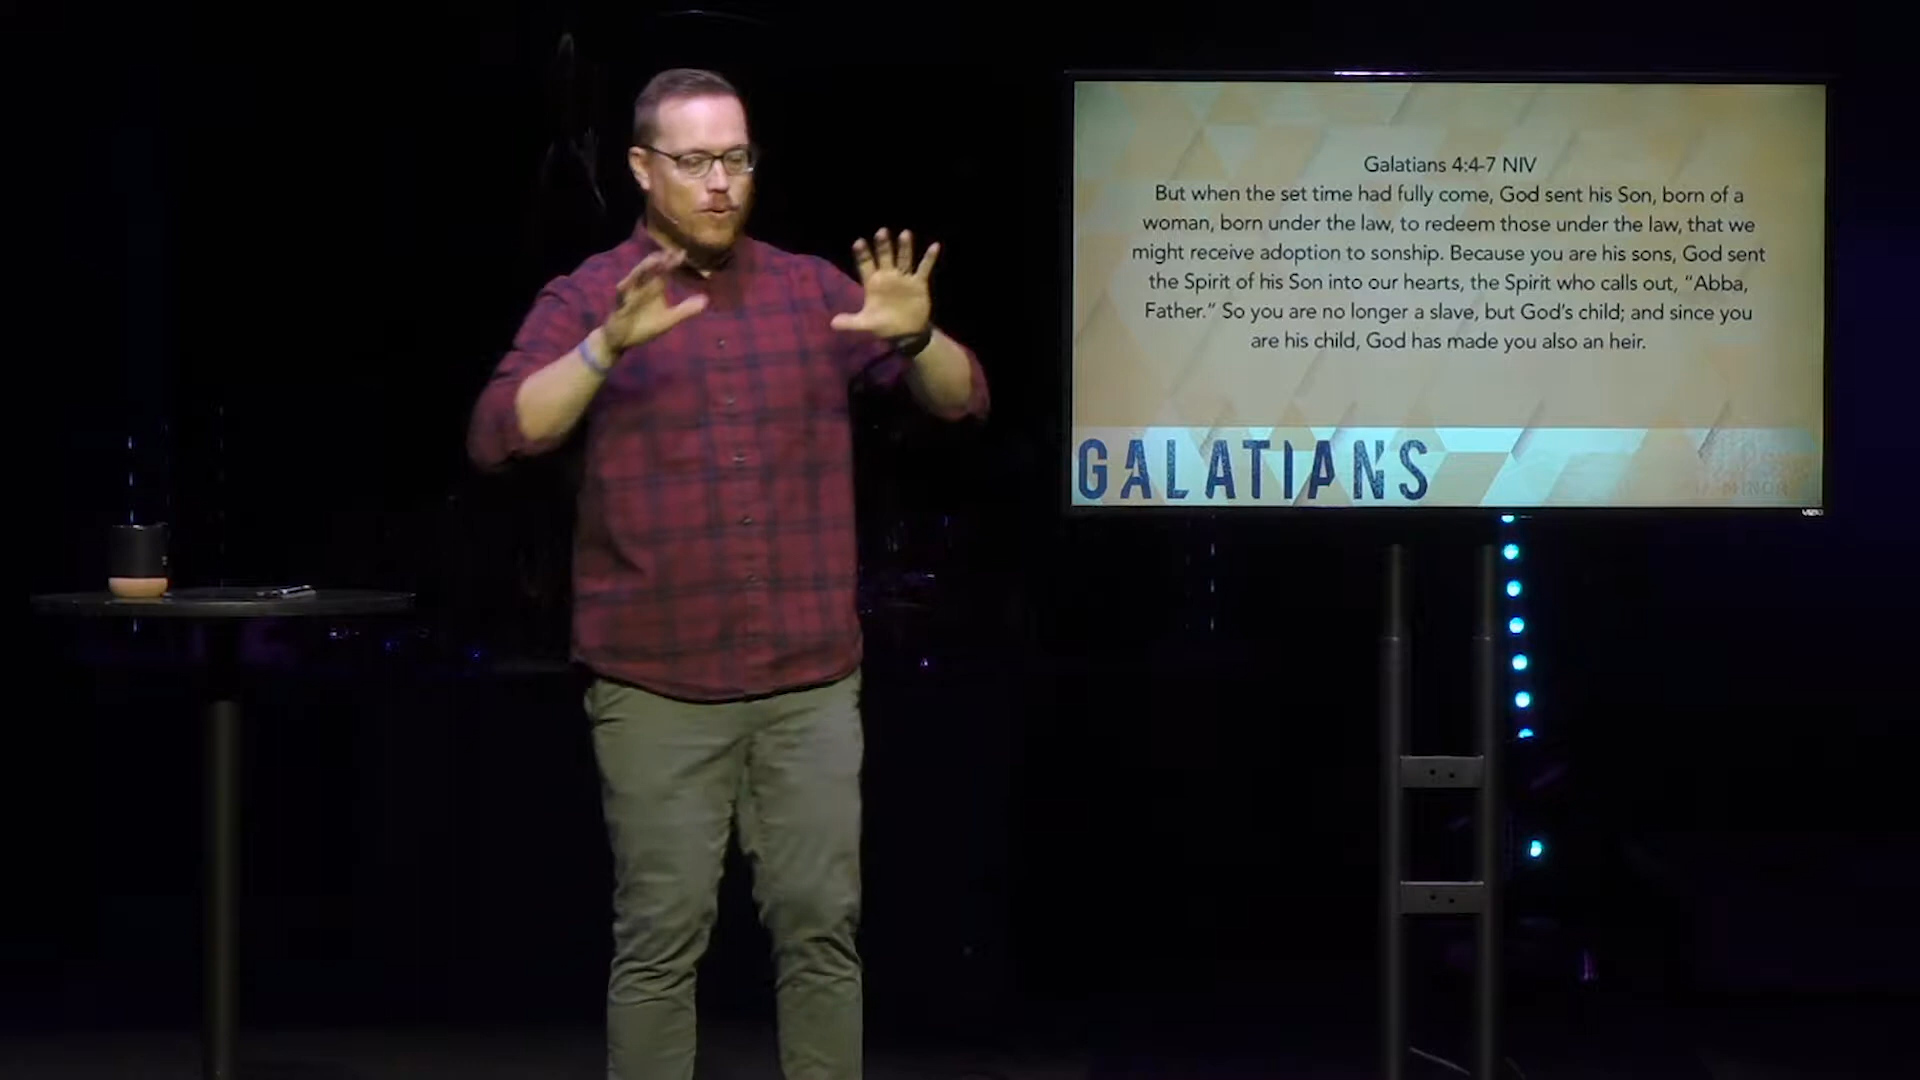 Galatians 4:4-7 NIV
But when the set time had fully come, God sent his Son, born of a
woman, born under the law, to redeem those under the law, that we
might receive adoption to sonship. Because you are his sons, God sent
the Spirit of his Son into our hearts, the Spirit who calls out, “Abba,
Father.” So you are no longer a slave, but God’s child; and since you
are his child, God has made you also an heir.
GALATIANS
MINOR
VIZIO